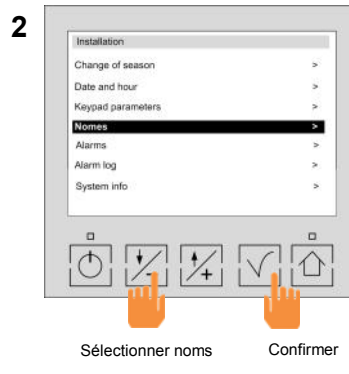 2
Installation
Change of season >
Date and hour >
Keypad parameters >
Nomes >
Alarms >
Alarm log >
System info >
Sélectionner noms Confirmer